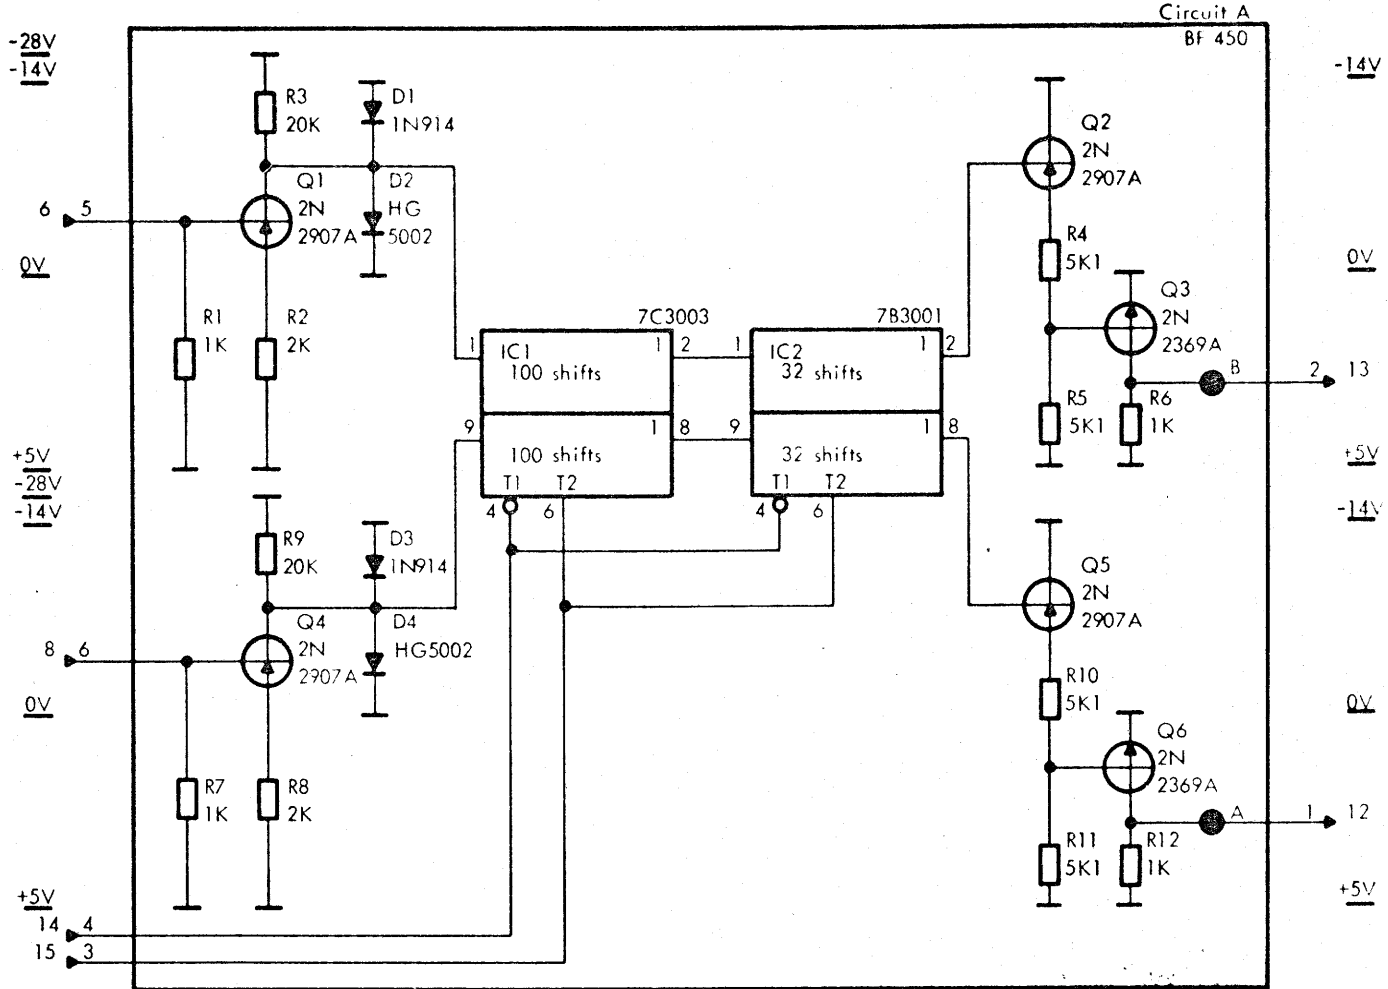 Circuit A
BF 450
-28V
-14V
-14V
R3
20K
D1
1N914
Q1
2N
2907A
D2
HG
5002
6 5
0V
R1
1K
R2
2K
Q2
2N
2907A
R4
5K1
0V
Q3
2N
2369A
7C3003
7B3001
1 IC1 1 2
100 shifts
1 IC2 1 2
32 shifts
B 2 13
R5
5K1
R6
1K
9 1 8
100 shifts
9 1 8
32 shifts
T1 T2
T1 T2
4 6
4 6
+5V
-28V
-14V
+5V
-14V
R9
20K
D3
1N914
Q4
2N
2907A
D4
HG5002
8 6
0V
R7
1K
R8
2K
Q5
2N
2907A
R10
5K1
0V
Q6
2N
2369A
A 1 12
R11
5K1
R12
1K
+5V
+5V
14 4
15 3